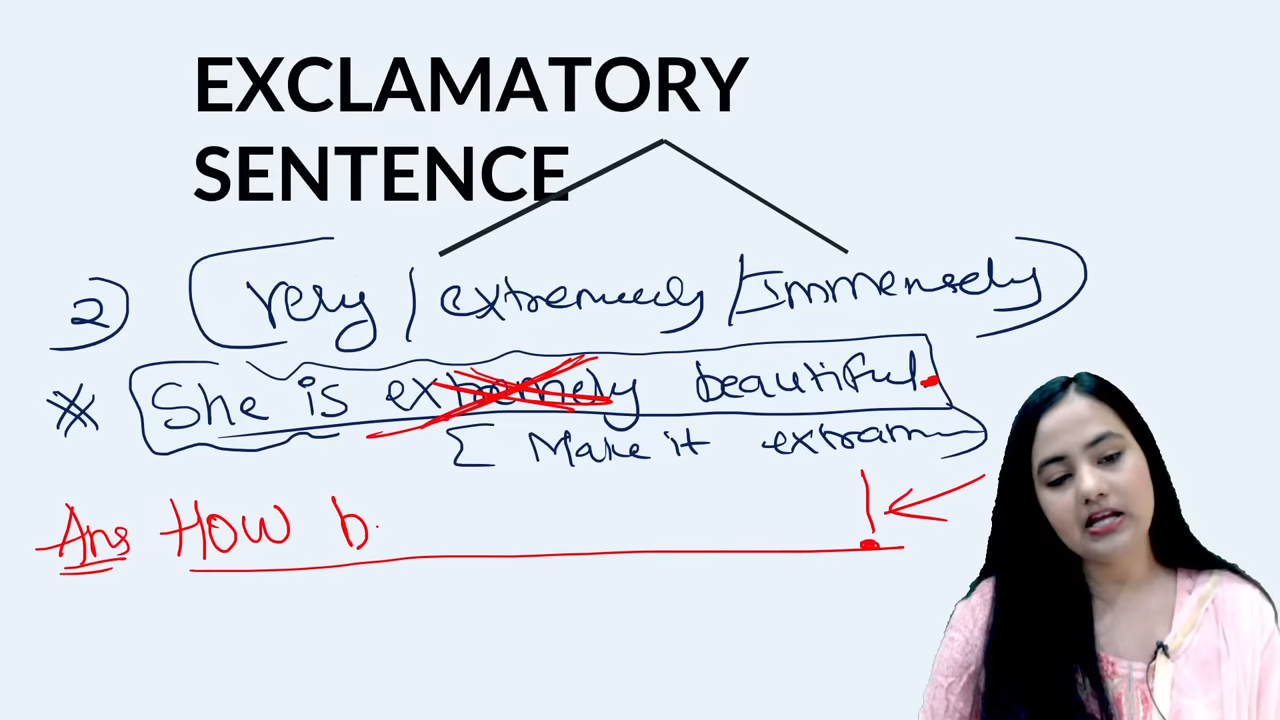 EXCLAMATORY
SENTENCE
2) (very / extremely / Immensely)
* She is extremely beautiful.
[ Make it
Ans How b
!